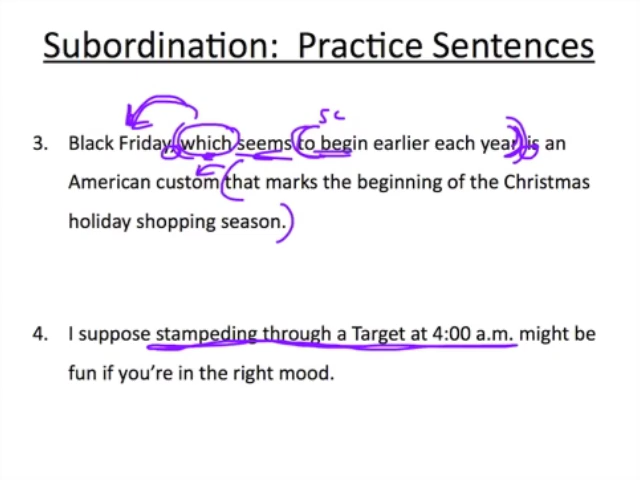 Subordination: Practice Sentences
sc
3. Black Friday, which seems to begin earlier each year, is an
American custom that marks the beginning of the Christmas
holiday shopping season.
4. I suppose stampeding through a Target at 4:00 a.m. might be
fun if you’re in the right mood.